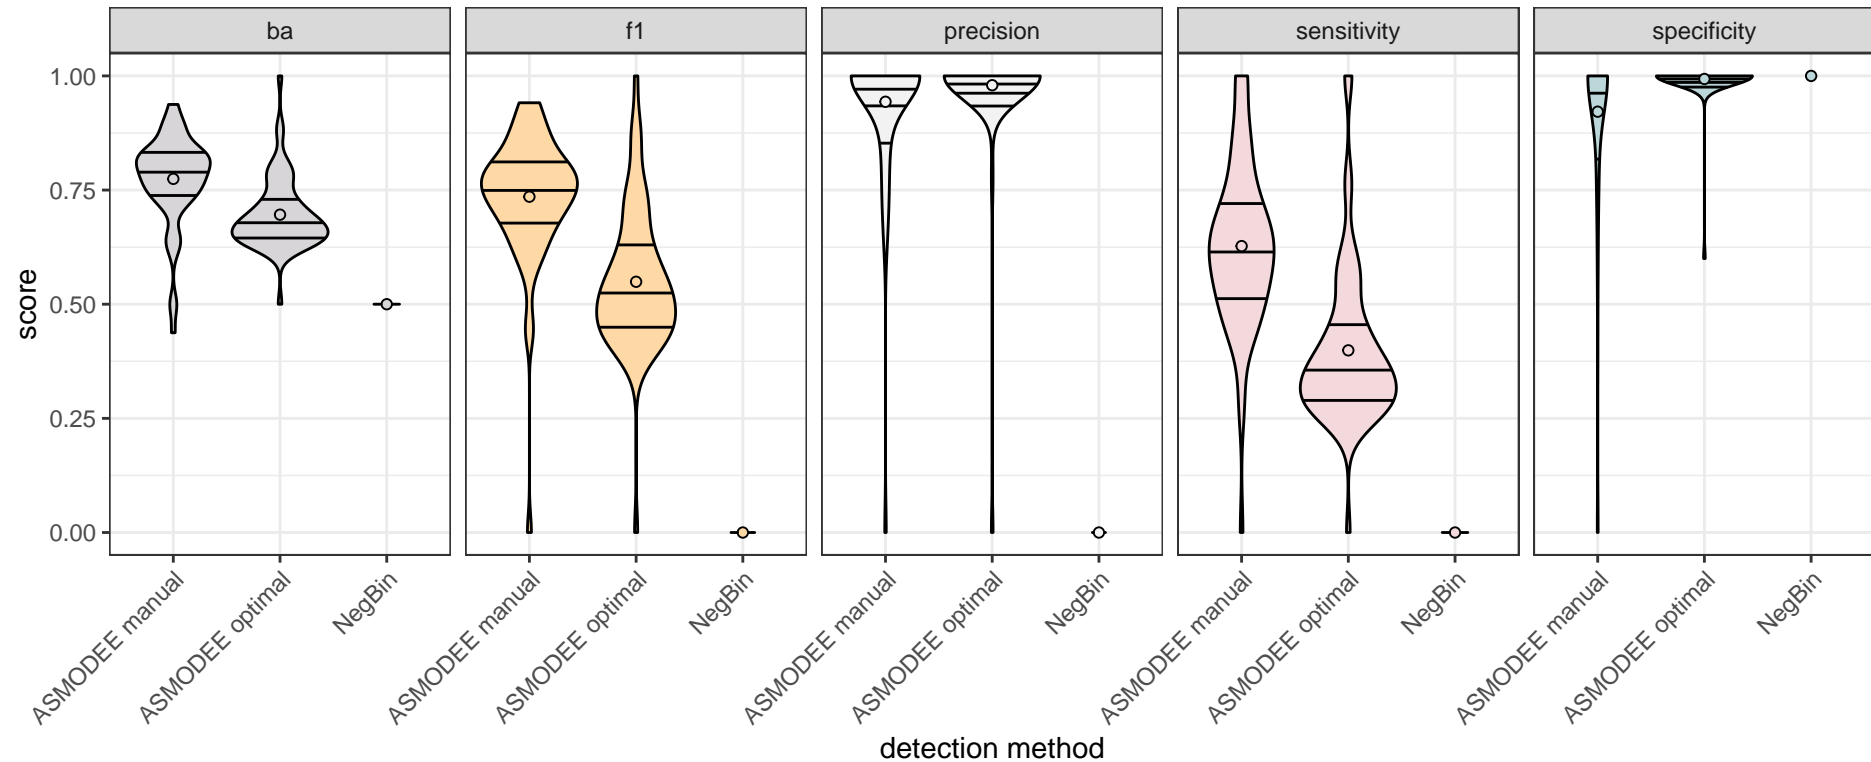 ba f1 precision sensitivity specificity
1.00
0.75
0.50
0.25
0.00
score
ASMODEE manual ASMODEE optimal NegBin ASMODEE manual ASMODEE optimal NegBin ASMODEE manual ASMODEE optimal NegBin ASMODEE manual ASMODEE optimal NegBin ASMODEE manual ASMODEE optimal NegBin
detection method